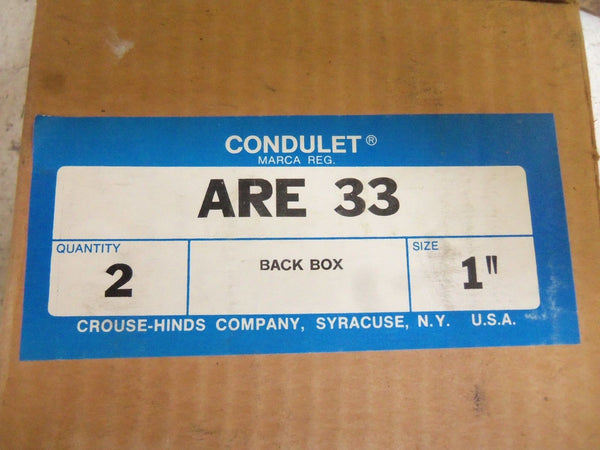 CONDULET®
MARCA REG.
ARE 33
QUANTITY
2
BACK BOX
SIZE
1"
CROUSE-HINDS COMPANY, SYRACUSE, N.Y. U.S.A.